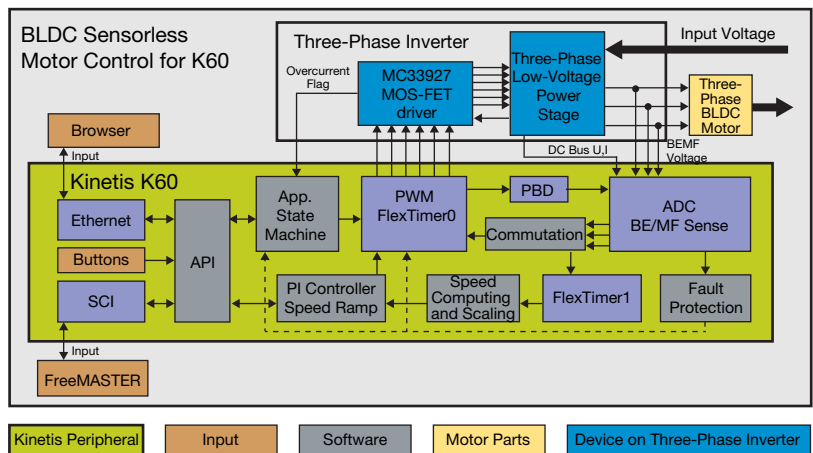 BLDC Sensorless
Motor Control for K60
Three-Phase Inverter
Input Voltage
Overcurrent
Flag
MC33927
MOS-FET
driver
Three-Phase
Low-Voltage
Power
Stage
Three-
Phase
BLDC
Motor
Browser
Input
DC Bus U,I
BEMF
Voltage
Kinetis K60
Ethernet
Buttons
SCI
API
App.
State
Machine
PWM
FlexTimer0
PBD
ADC
BE/MF Sense
Commutation
PI Controller
Speed Ramp
Speed
Computing
and Scaling
FlexTimer1
Fault
Protection
Input
FreeMASTER
Kinetis Peripheral
Input
Software
Motor Parts
Device on Three-Phase Inverter